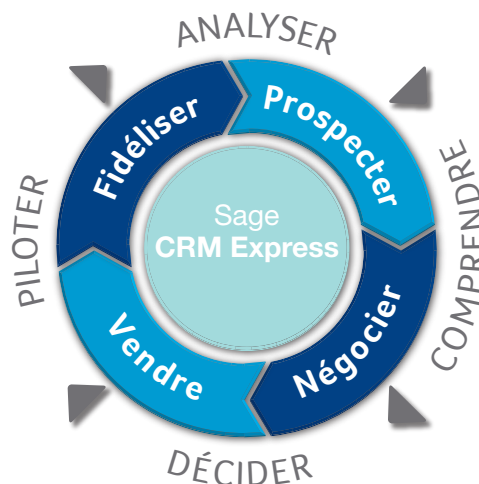 ANALYSER
Prospecter
COMPRENDRE
Négocier
DÉCIDER
Vendre
PILOTER
Fidéliser
Sage
CRM Express